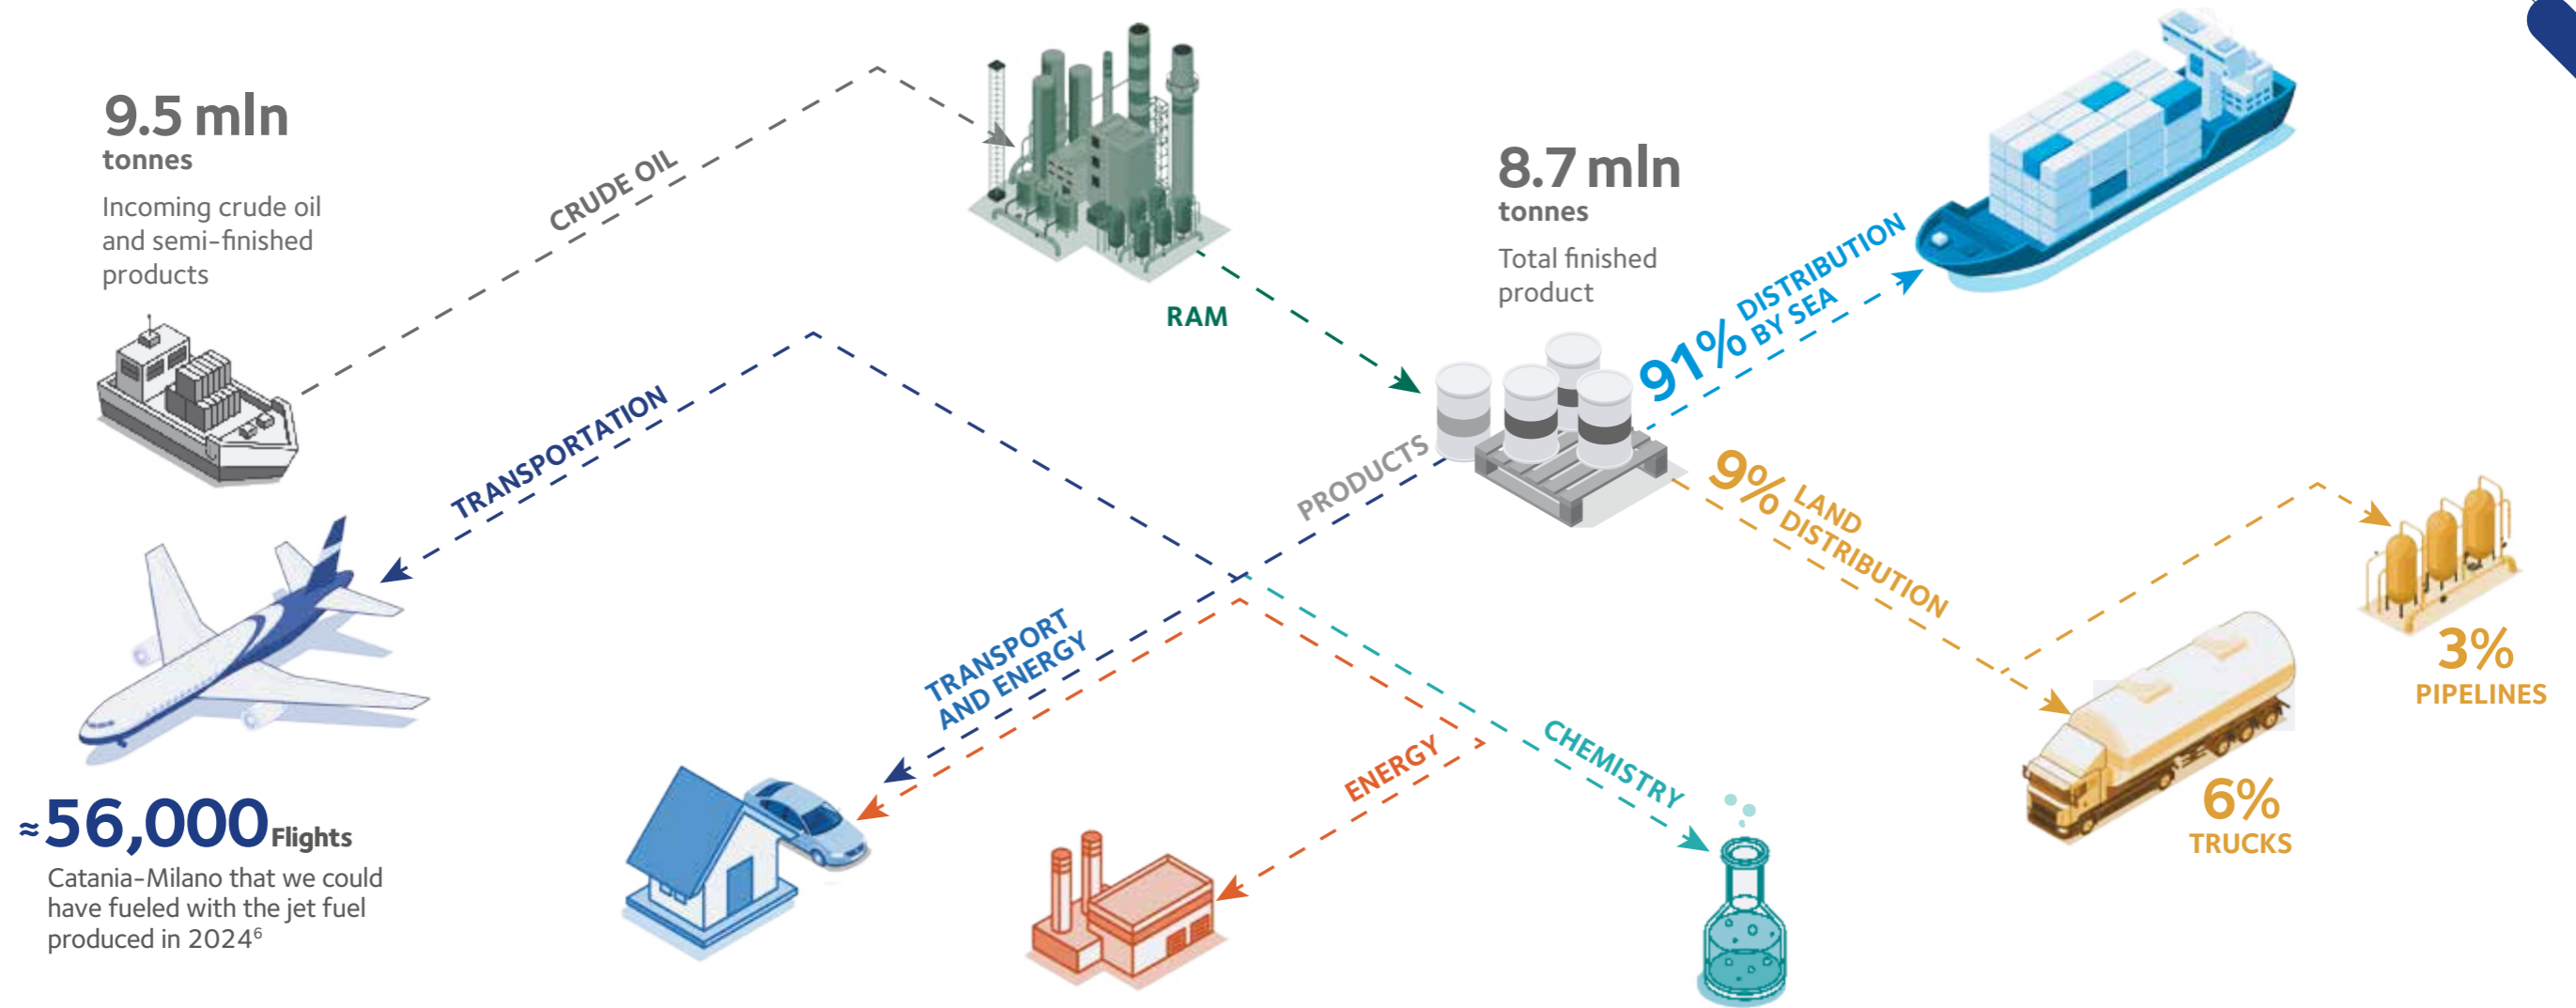 9.5 mln
tonnes
Incoming crude oil
and semi-finished
products
CRUDE OIL
RAM
8.7 mln
tonnes
Total finished
product
91% DISTRIBUTION
BY SEA
PRODUCTS
9% LAND
DISTRIBUTION
3%
PIPELINES
6%
TRUCKS
TRANSPORTATION
≈56,000 Flights
Catania-Milano that we could
have fueled with the jet fuel
produced in 2024⁶
TRANSPORT
AND ENERGY
ENERGY
CHEMISTRY